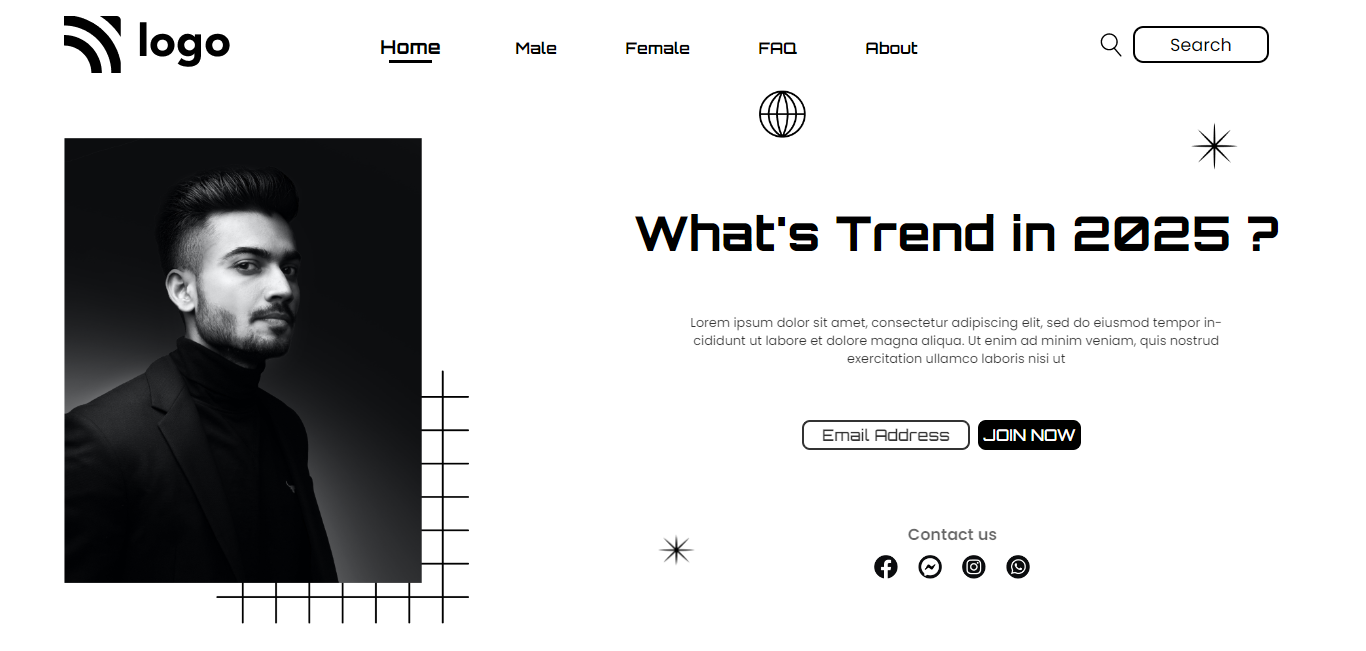 logo
Home Male Female FAQ About
Search
What's Trend in 2025 ?
Lorem ipsum dolor sit amet, consectetur adipiscing elit, sed do eiusmod tempor in-
cididunt ut labore et dolore magna aliqua. Ut enim ad minim veniam, quis nostrud
exercitation ullamco laboris nisi ut
Email Address JOIN NOW
Contact us